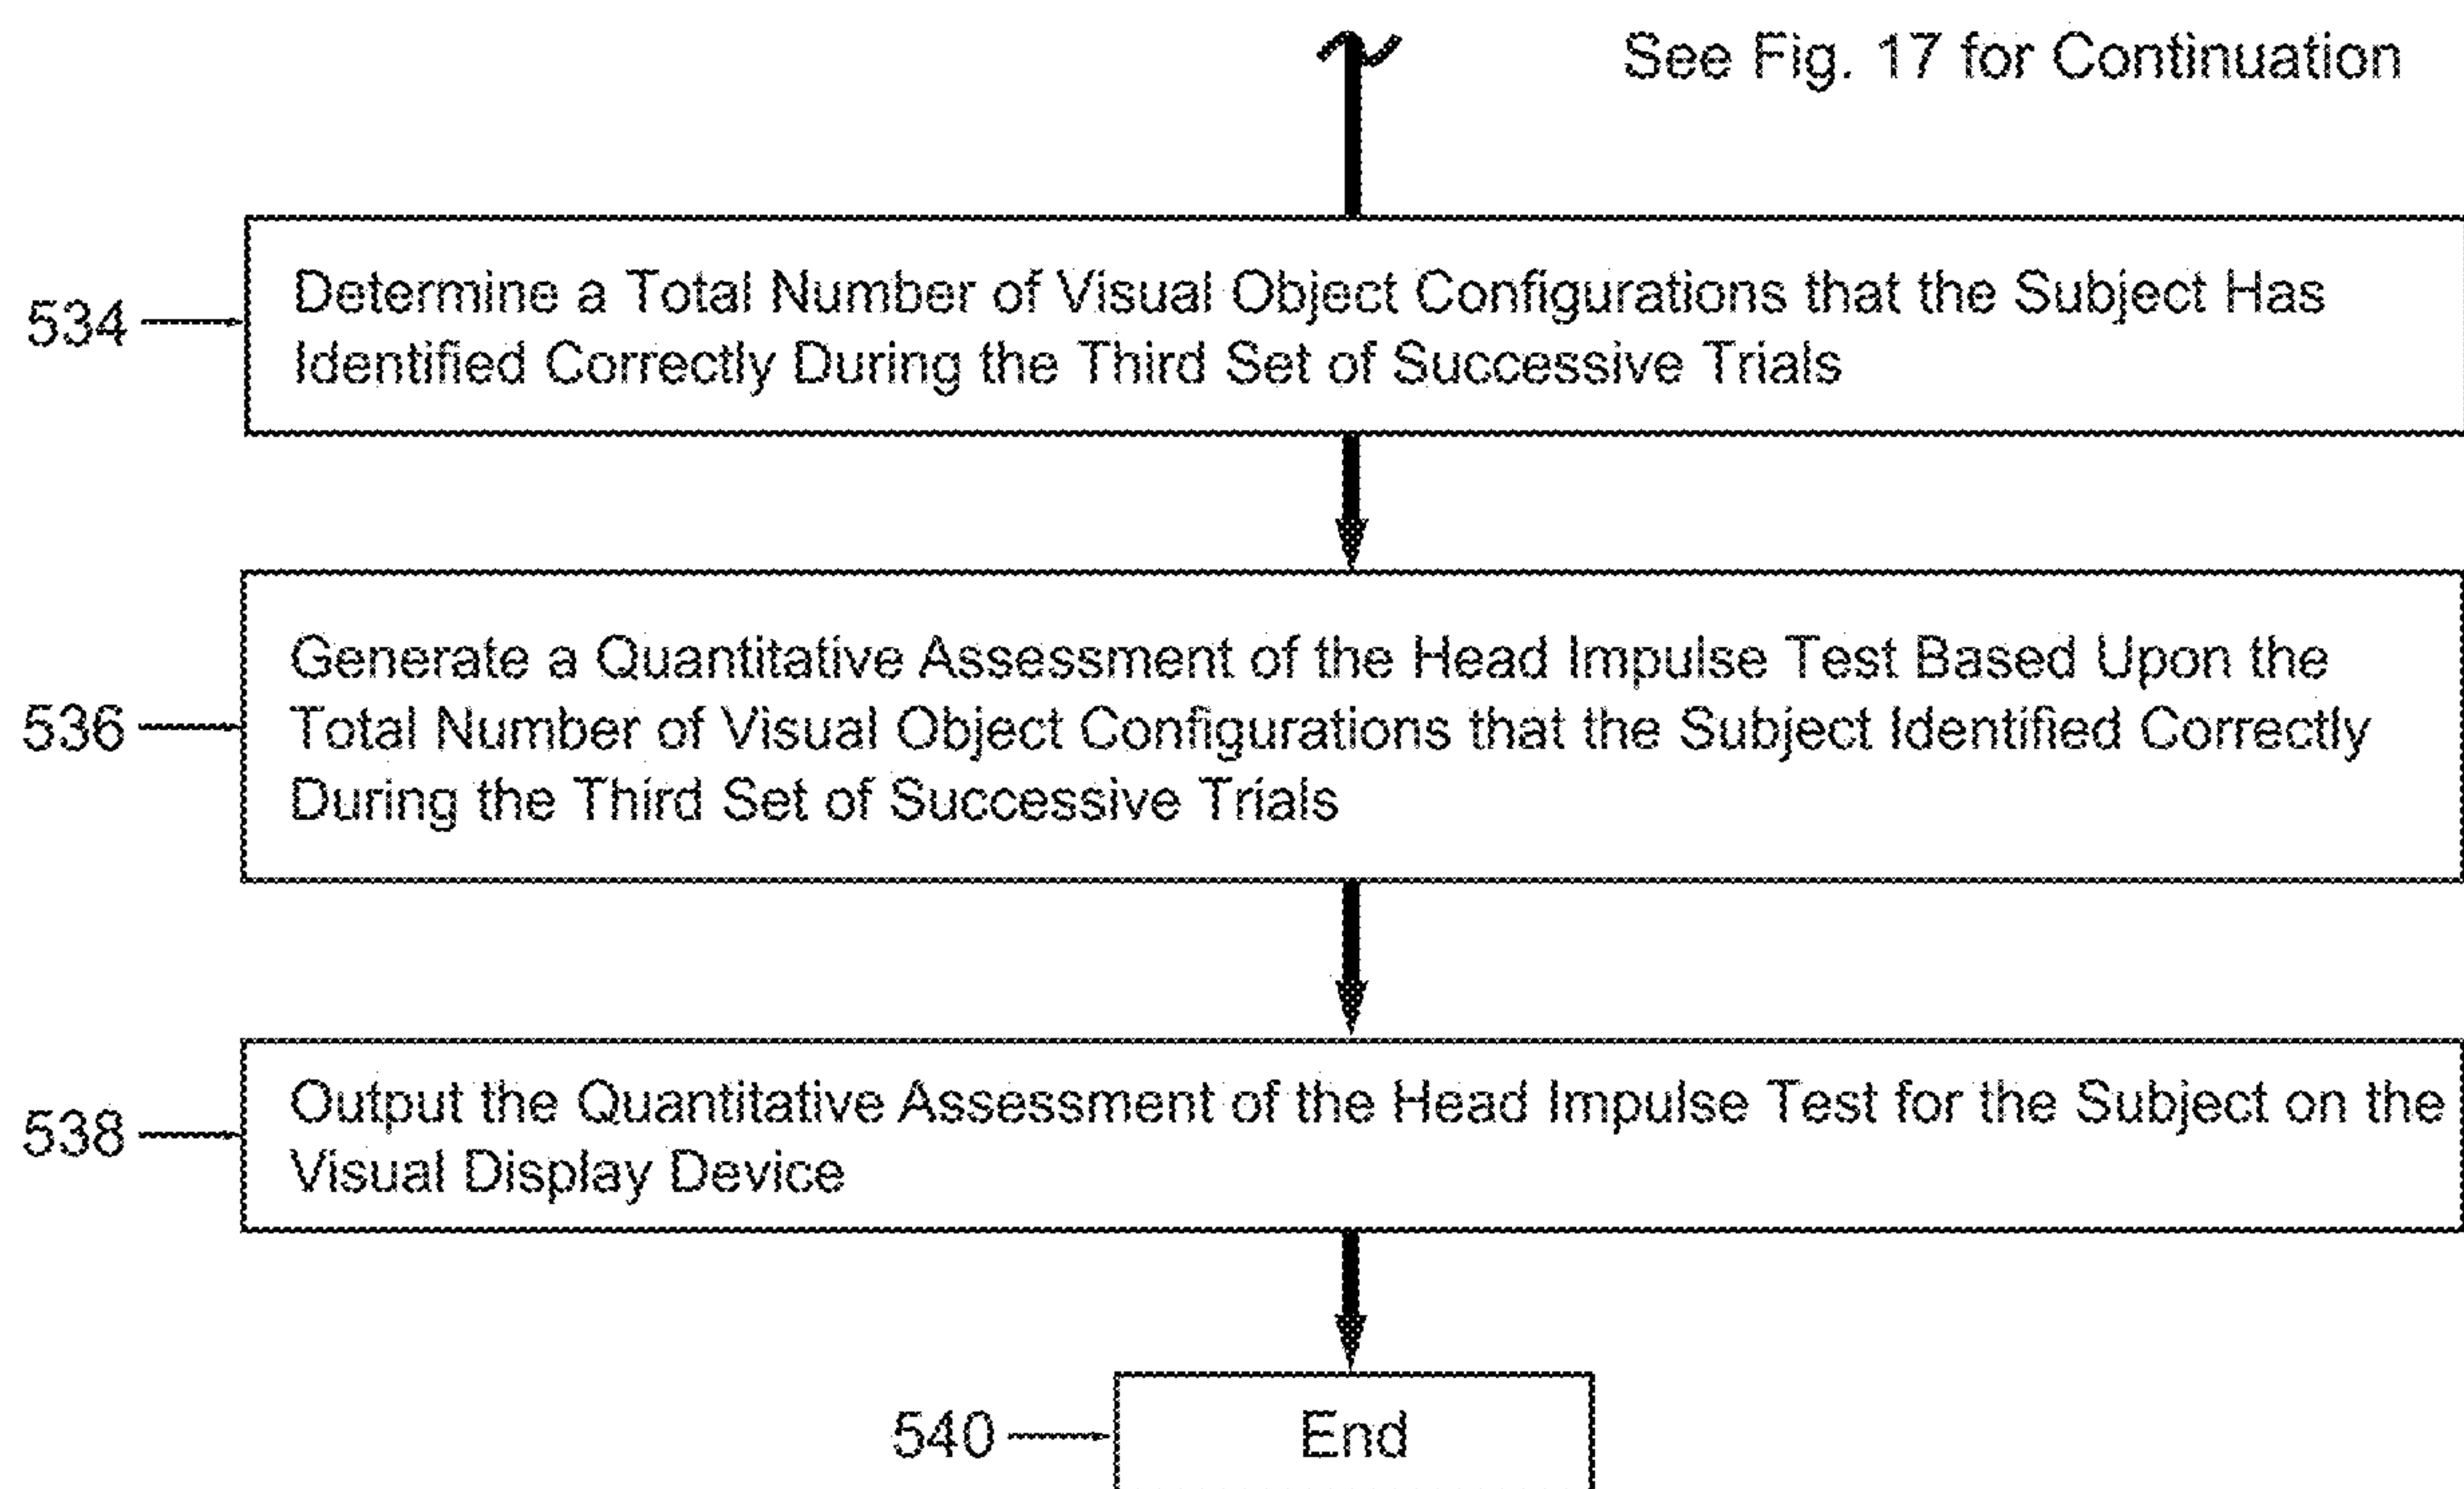 See Fig. 17 for Continuation
534
Determine a Total Number of Visual Object Configurations that the Subject Has
Identified Correctly During the Third Set of Successive Trials
536
Generate a Quantitative Assessment of the Head Impulse Test Based Upon the
Total Number of Visual Object Configurations that the Subject Identified Correctly
During the Third Set of Successive Trials
538
Output the Quantitative Assessment of the Head Impulse Test for the Subject on the
Visual Display Device
540
End